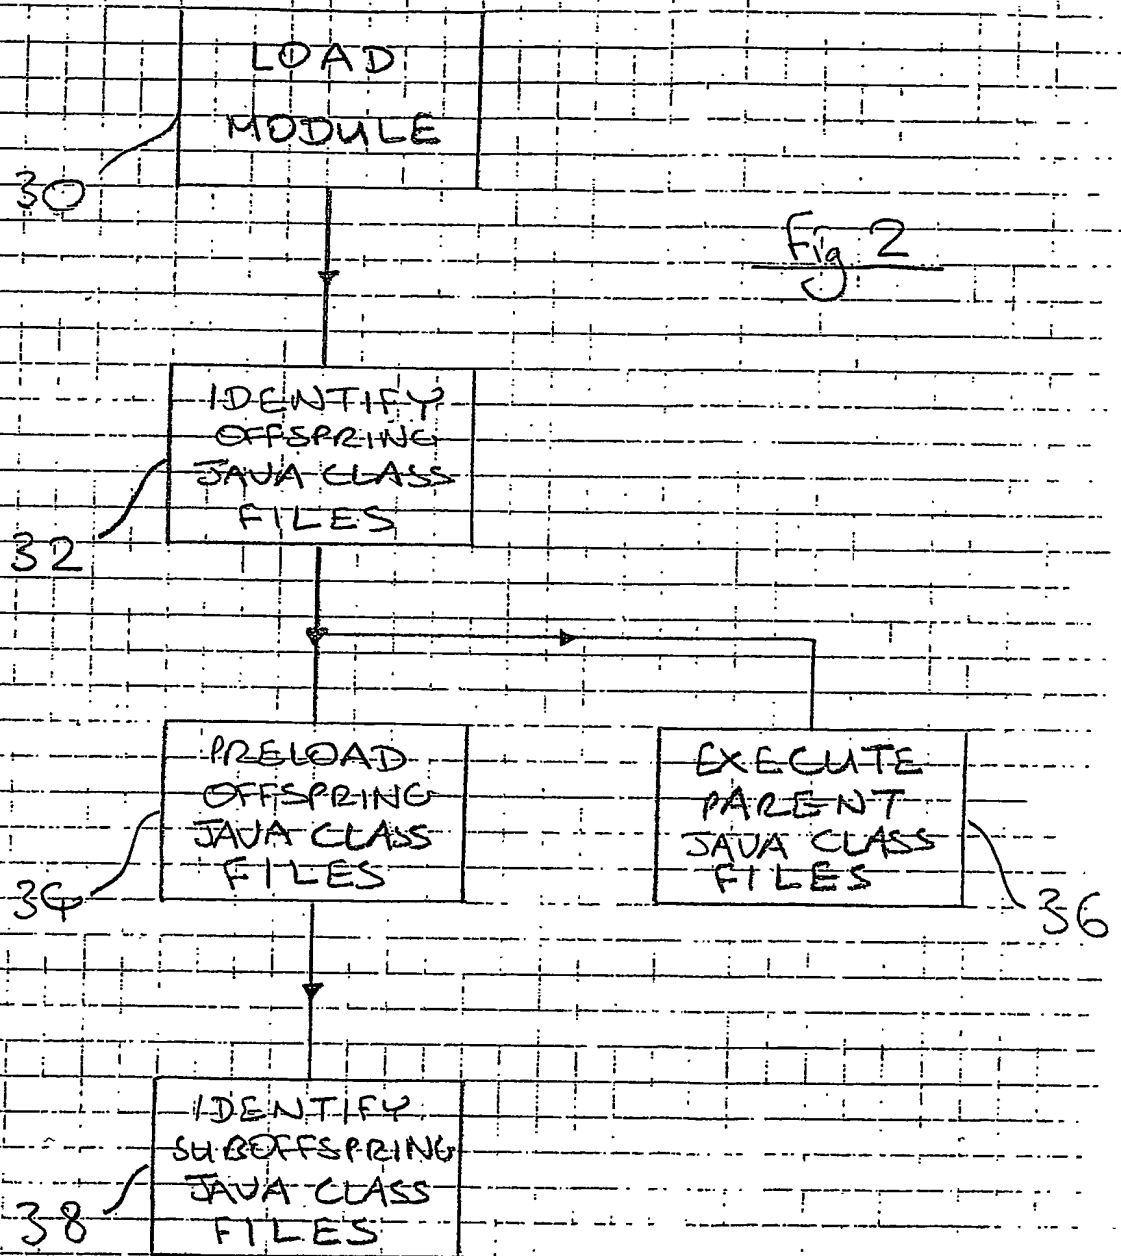 LOAD
MODULE
30
Fig 2
IDENTIFY
OFFSPRING
JAVA CLASS
FILES
32
PRELOAD
OFFSPRING
JAVA CLASS
FILES
34
EXECUTE
PARENT
JAVA CLASS
FILES
36
IDENTIFY
SUBOFFSPRING
JAVA CLASS
FILES
38